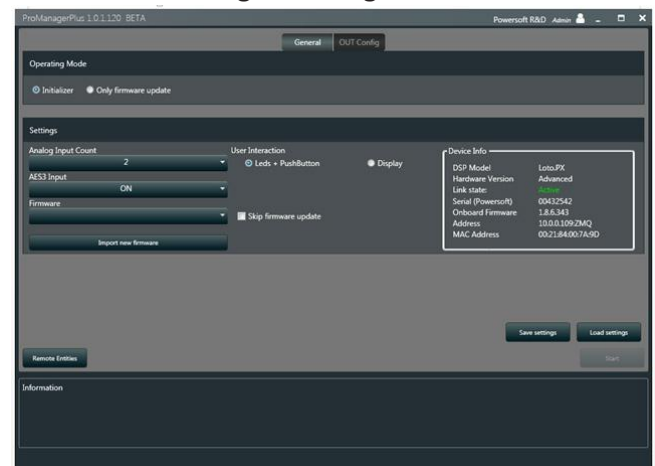 ProManagerPlus 1.0.1.120 BETA
Powersoft R&D Admin
General OUT Config
Operating Mode
Initializer Only firmware update
Settings
Analog Input Count
2
AES3 Input
ON
Firmware
Import new firmware
User Interaction
Leds + PushButton Display
Skip firmware update
Device Info
DSP Model Loto.PX
Hardware Version Advanced
Link state: Active
Serial (Powersoft) 00432542
Onboard Firmware 1.8.6.343
Address 10.0.0.109:ZMQ
MAC Address 00:21:84:00:7A:9D
Save settings Load settings
Remote Entities Start
Information